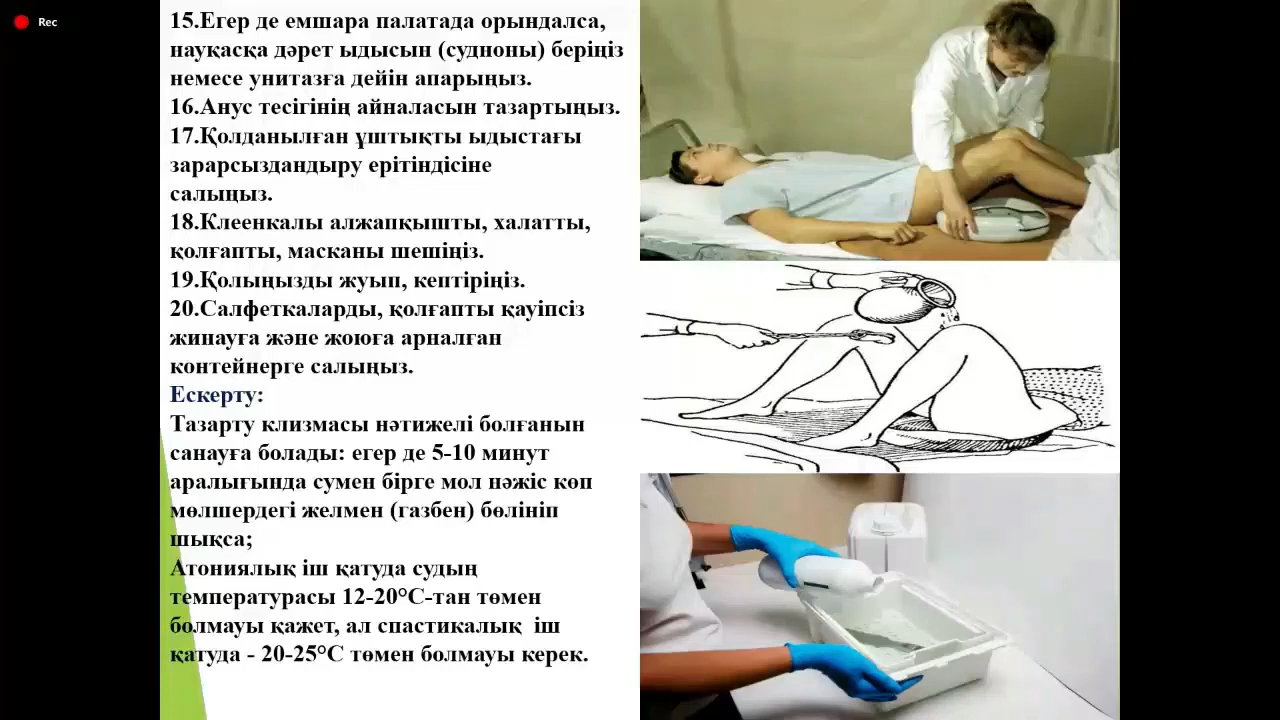 Rec
15.Егер де емшара палатада орындалса,
науқасқа дәрет ыдысын (судноны) беріңіз
немесе унитазға дейін апарыңыз.
16.Анус тесігінің айналасын тазартыңыз.
17.Қолданылған ұштықты ыдыстағы
зарарсыздандыру ерітіндісіне
салыңыз.
18.Клеенкалы алжапқышты, халатты,
қолғапты, масканы шешіңіз.
19.Қолыңызды жуып, кептіріңіз.
20.Салфеткаларды, қолғапты қауіпсіз
жинауға және жоюға арналған
контейнерге салыңыз.
Ескерту:
Тазарту клизмасы нәтижелі болғанын
санауға болады: егер де 5-10 минут
аралығында сумен бірге мол нәжіс көп
мөлшердегі желмен (газбен) бөлініп
шықса;
Атониялық іш қатуда судың
температурасы 12-20°С-тан төмен
болмауы қажет, ал спастикалық іш
қатуда - 20-25°С төмен болмауы керек.